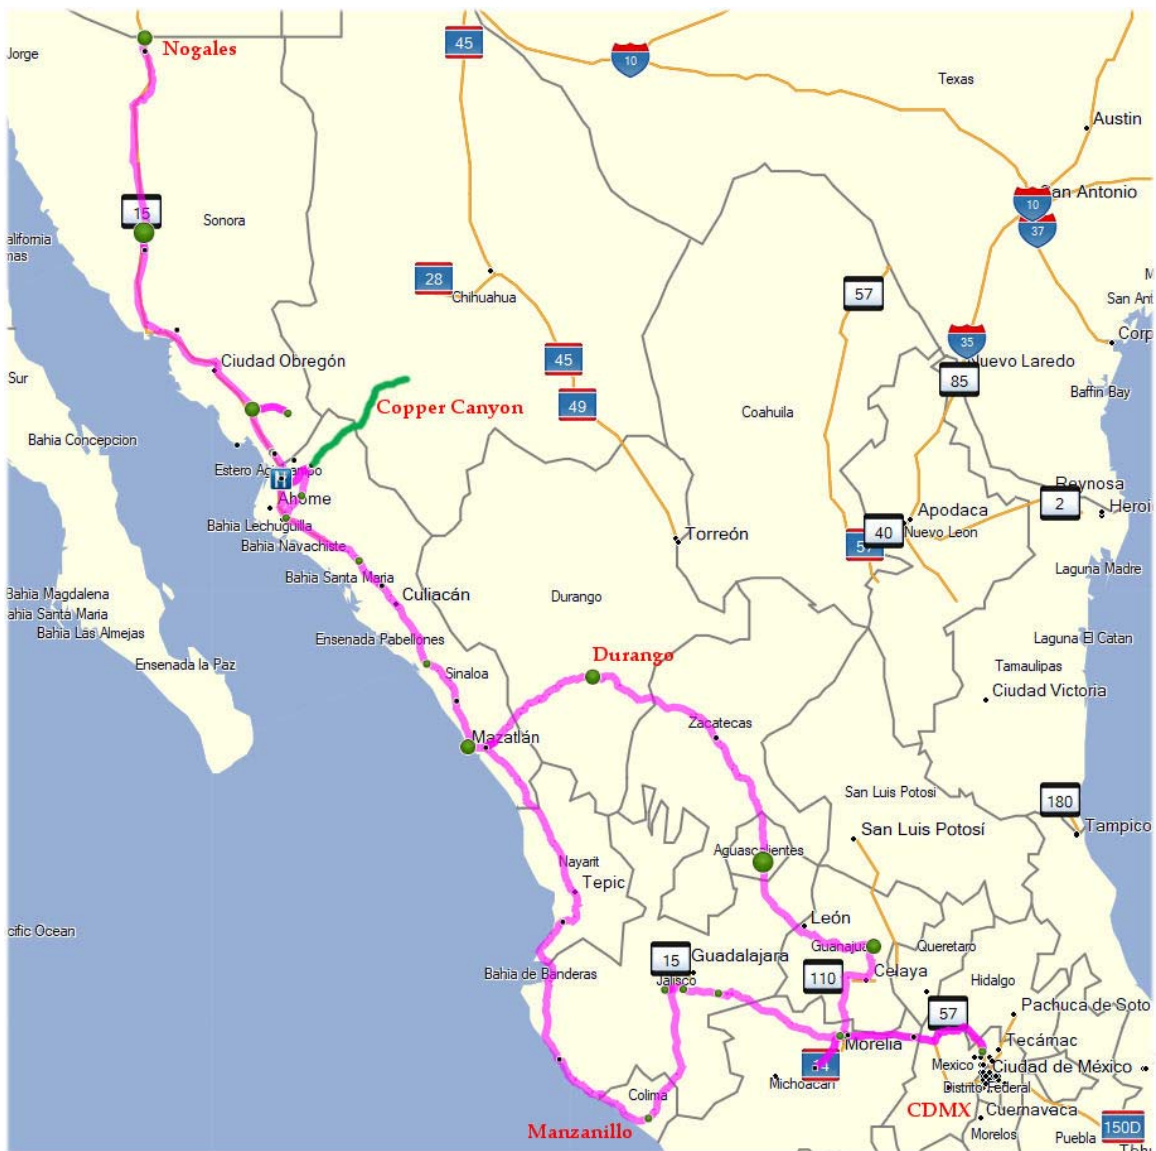 Nogales
45
10
Jorge
Texas
Austin
San Antonio
10
37
15
Sonora
28
Chihuahua
57
San Ant
35
Corp
45
Ciudad Obregón
Nuevo Laredo
85
Sur
49
Copper Canyon
Coahuila
Baffin Bay
Bahia Concepcion
H
Ahome
Reynosa
2
Heroi
Apodaca
Bahia Lechuguilla
40
Nuevo Leon
Torreón
Bahia Navachiste
Laguna Madre
Bahia Santa Maria
Bahia Magdalena
Culiacán
Durango
Bahia Santa Maria
Bahia Las Almejas
Ensenada Pabellones
Laguna El Catan
Ensenada la Paz
Durango
Sinaloa
Tamaulipas
Ciudad Victoria
Zacatecas
Mazatlán
San Luis Potosi
180
San Luis Potosí
Tampico
Aguascalientes
Nayarit
Tepic
León
cific Ocean
Guanajua
Queretaro
15
Guadalajara
Bahia de Banderas
Jalisco
110
Celaya
Hidalgo
57
Pachuca de Soto
Morelia
Tecámac
Mexico
Ciudad de México
Michoacan
Distrito Federal
Colima
CDMX
Cuernavaca
Manzanillo
Morelos
Puebla
150D